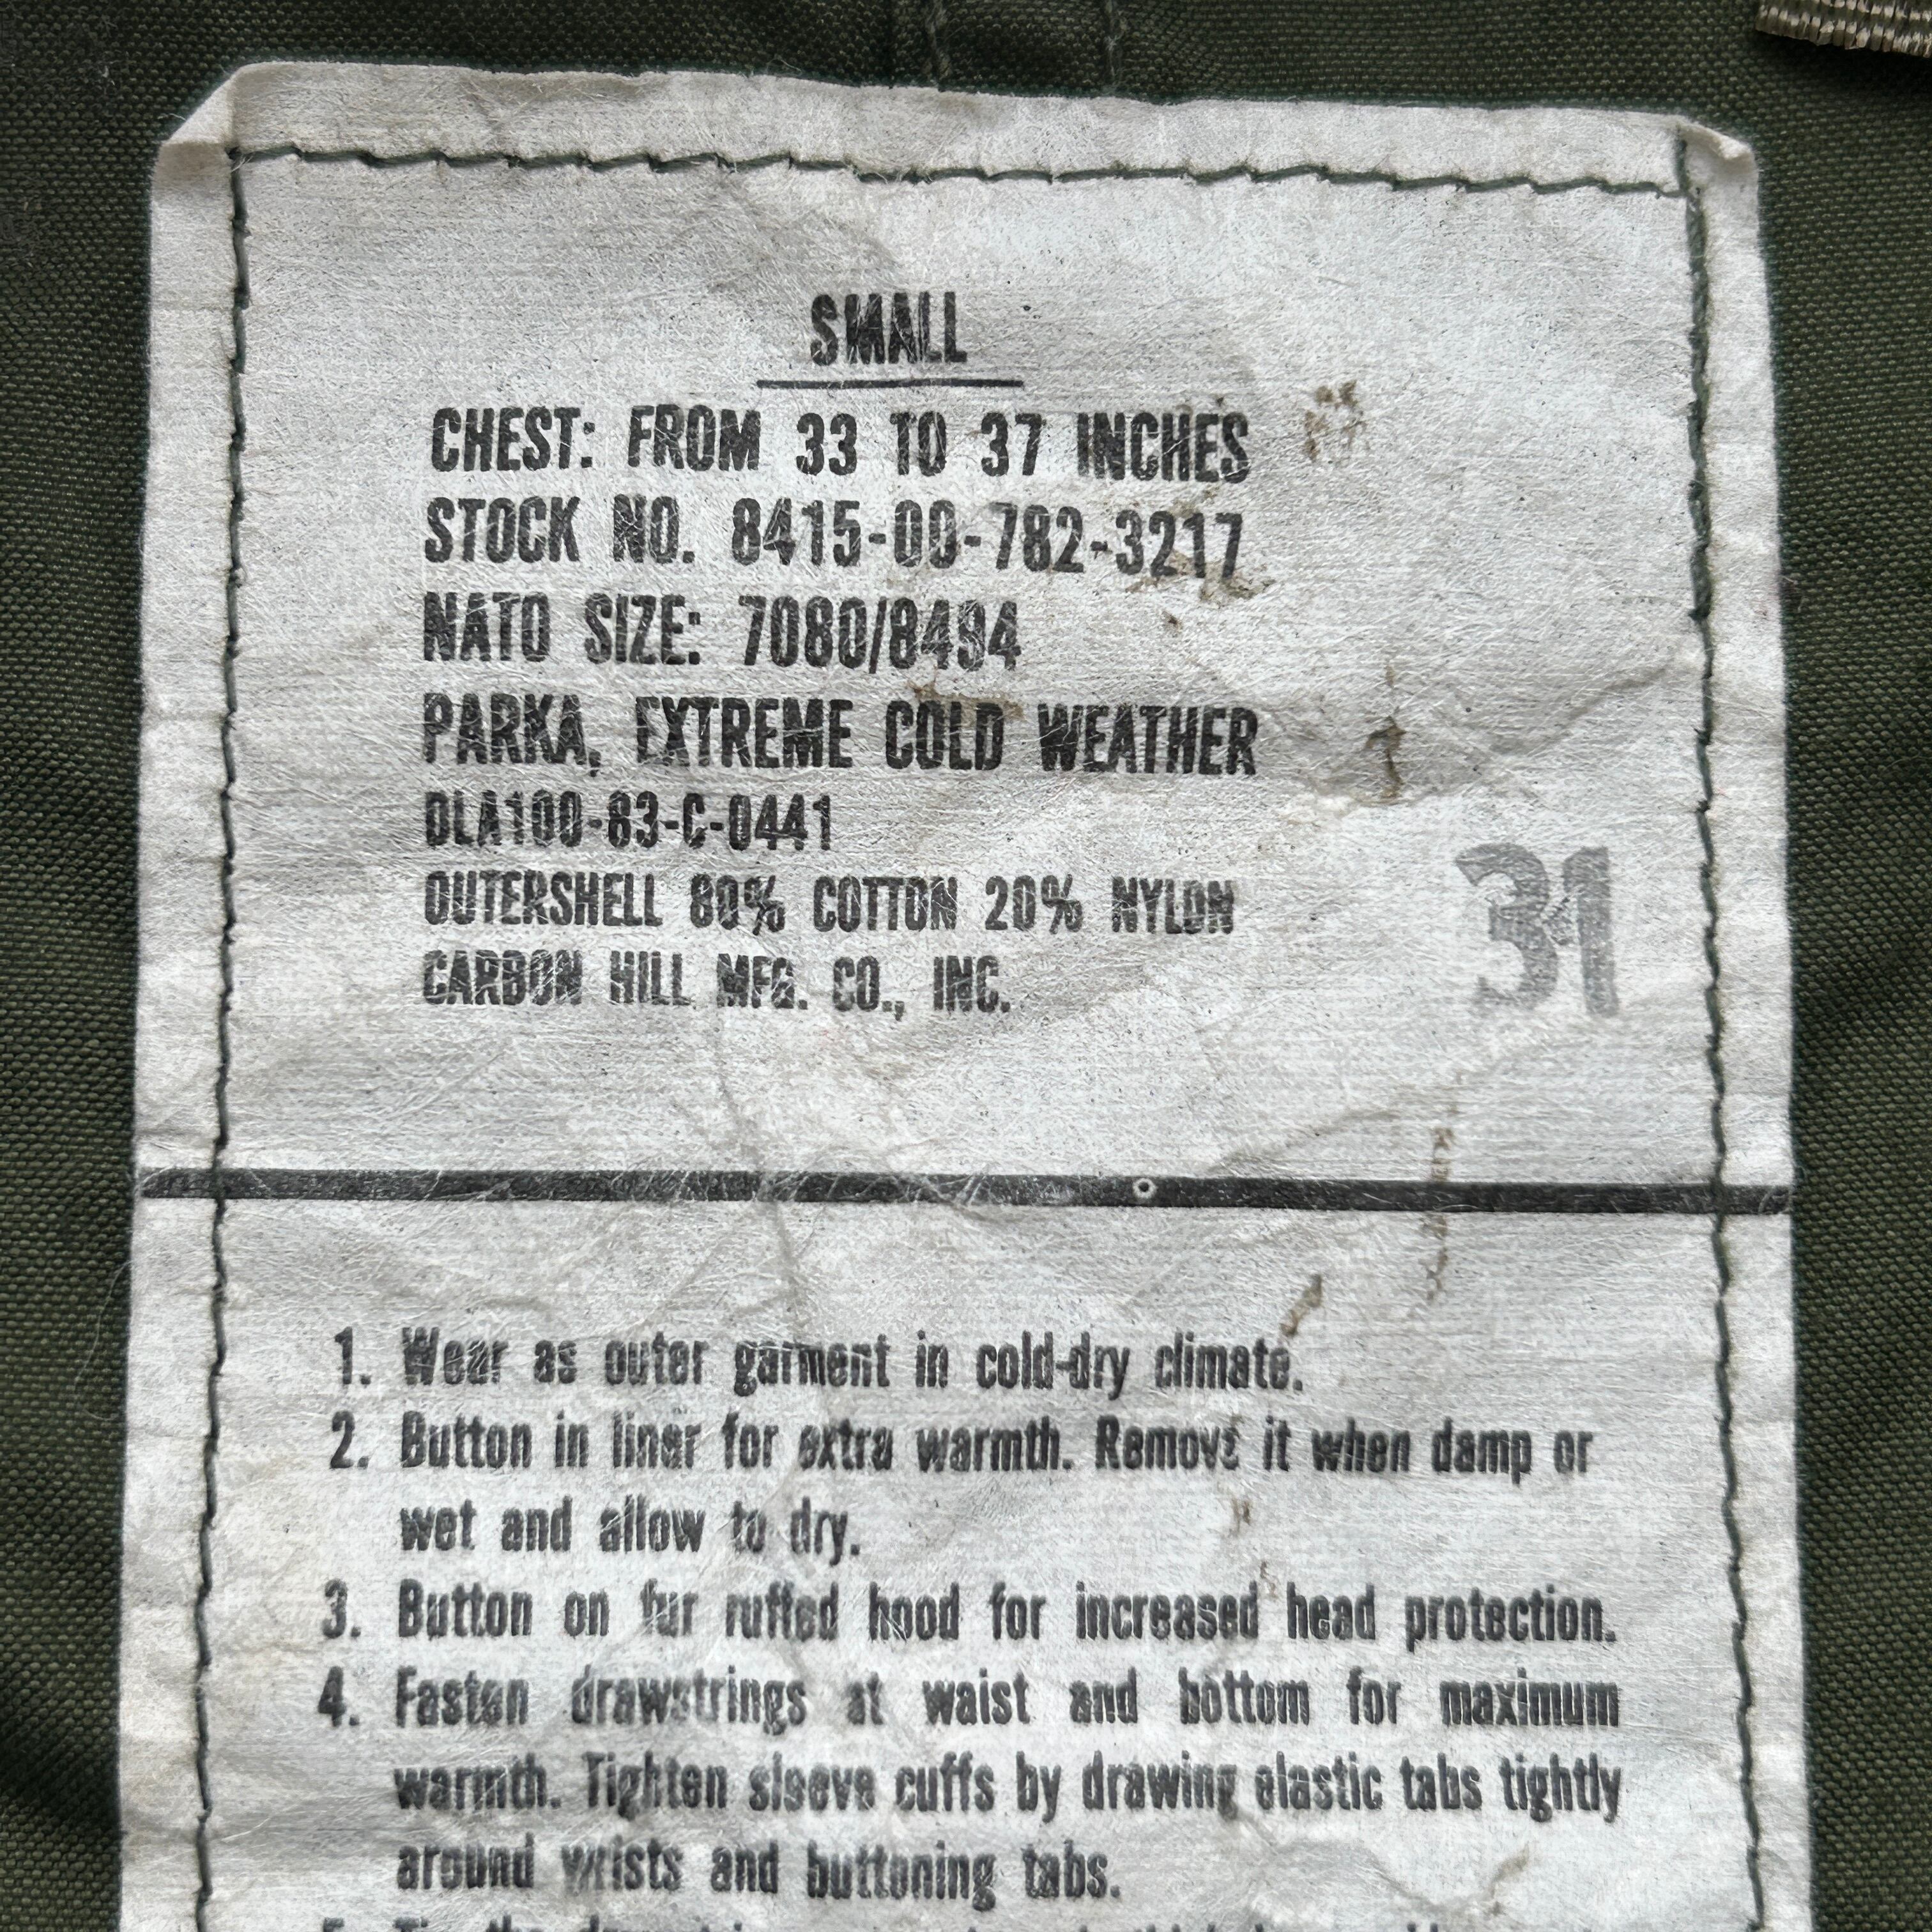 SMALL
CHEST: FROM 33 TO 37 INCHES
STOCK NO. 8415-00-782-3217
NATO SIZE: 7080/8494
PARKA, EXTREME COLD WEATHER
DLA100-83-C-0441
OUTERSHELL 80% COTTON 20% NYLON
31
CARBON HILL MFG. CO., INC.
1. Wear as outer garment in cold-dry climate.
2. Button in liner for extra warmth. Remove it when damp or
wet and allow to dry.
3. Button on fur ruffed hood for increased head protection.
4. Fasten drawstrings at waist and bottom for maximum
warmth. Tighten sleeve cuffs by drawing elastic tabs tightly
around wrists and buttoning tabs.